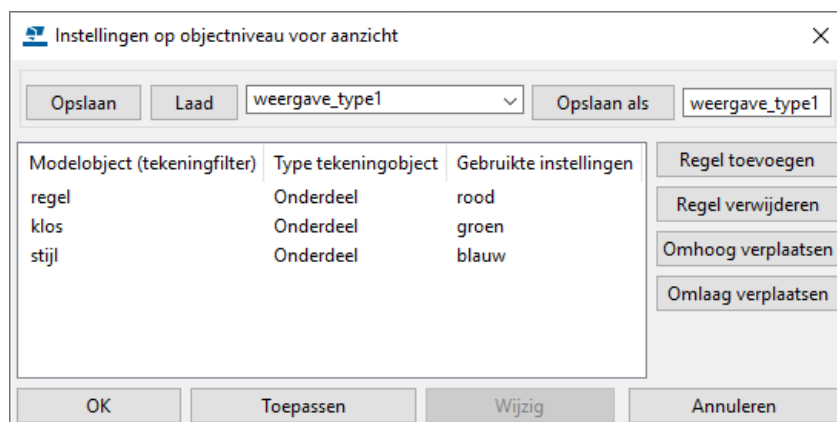 Instellingen op objectniveau voor aanzicht
Opslaan Laad weergave_type1 Opslaan als weergave_type1
Modelobject (tekeningfilter) Type tekeningobject Gebruikte instellingen
regel Onderdeel rood
klos Onderdeel groen
stijl Onderdeel blauw
Regel toevoegen
Regel verwijderen
Omhoog verplaatsen
Omlaag verplaatsen
OK Toepassen Wijzig Annuleren